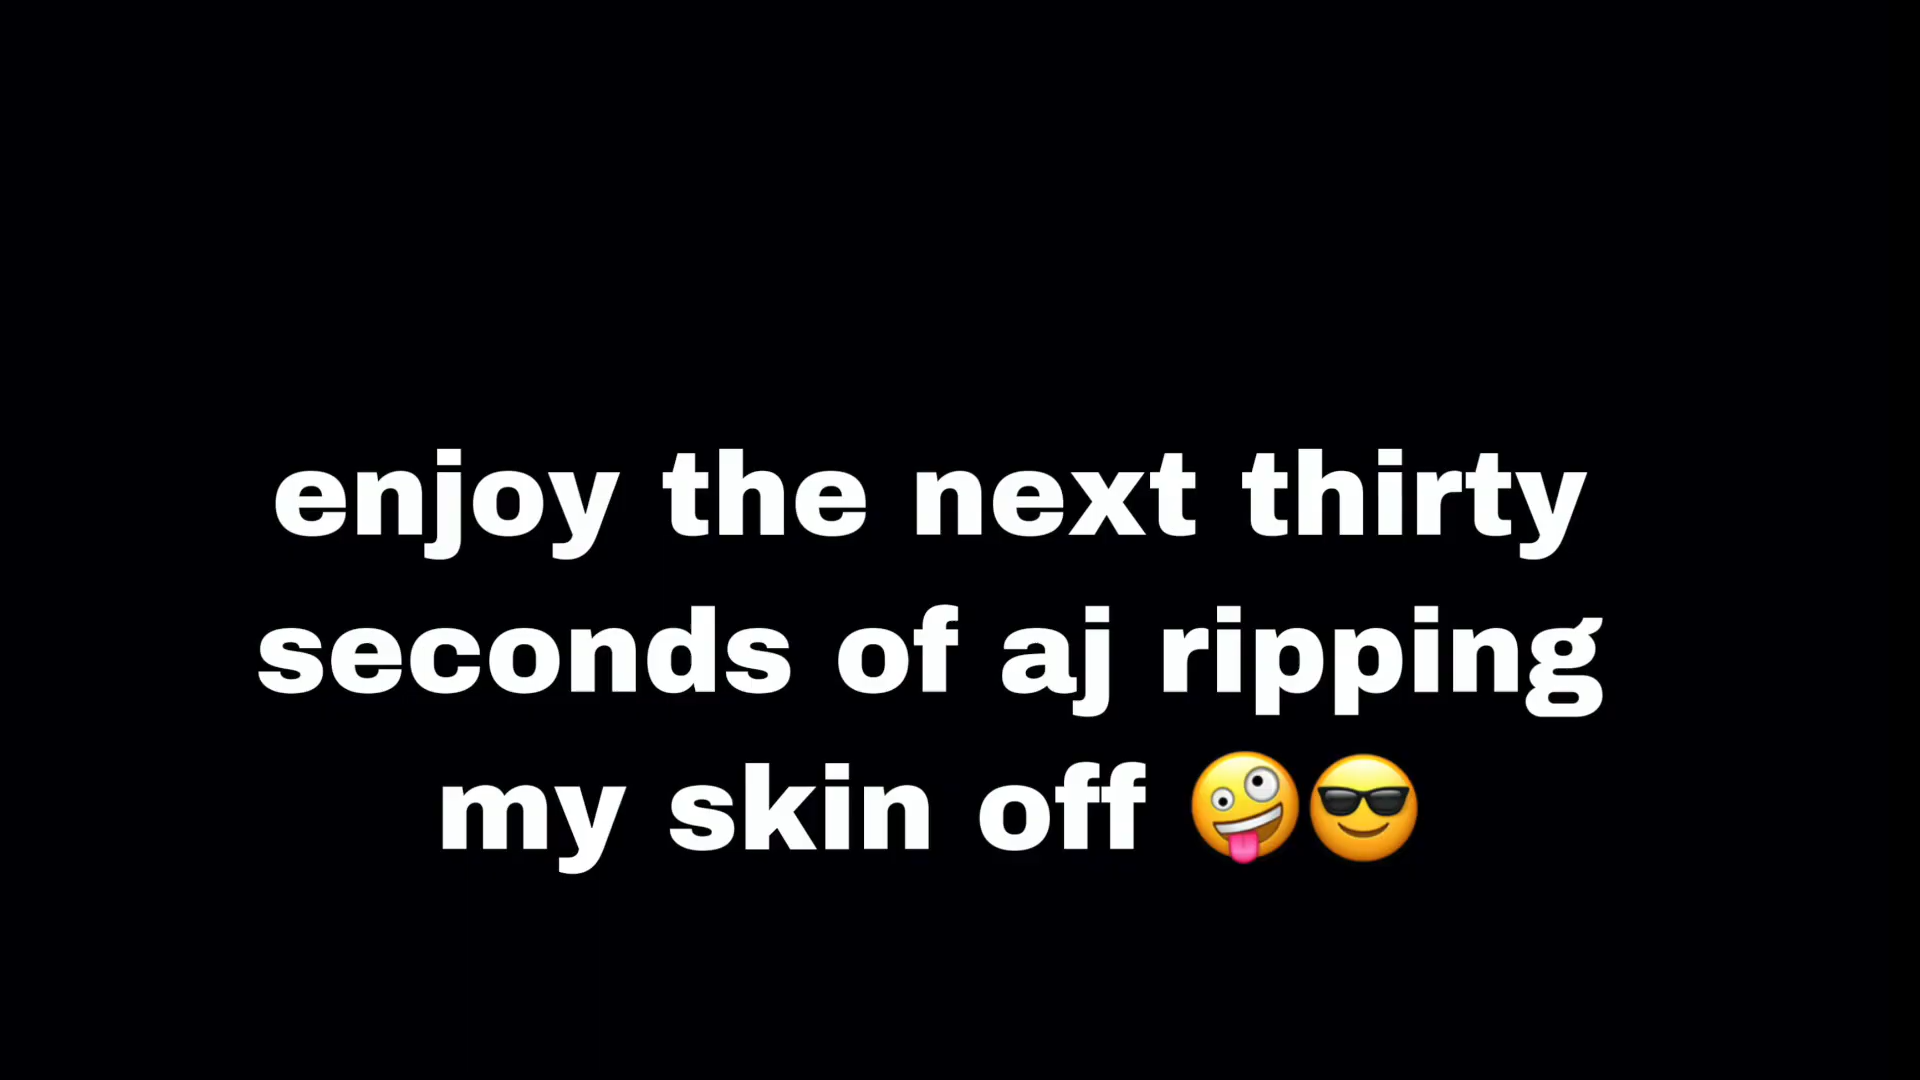 enjoy the next thirty
seconds of aj ripping
my skin off 🤪😎